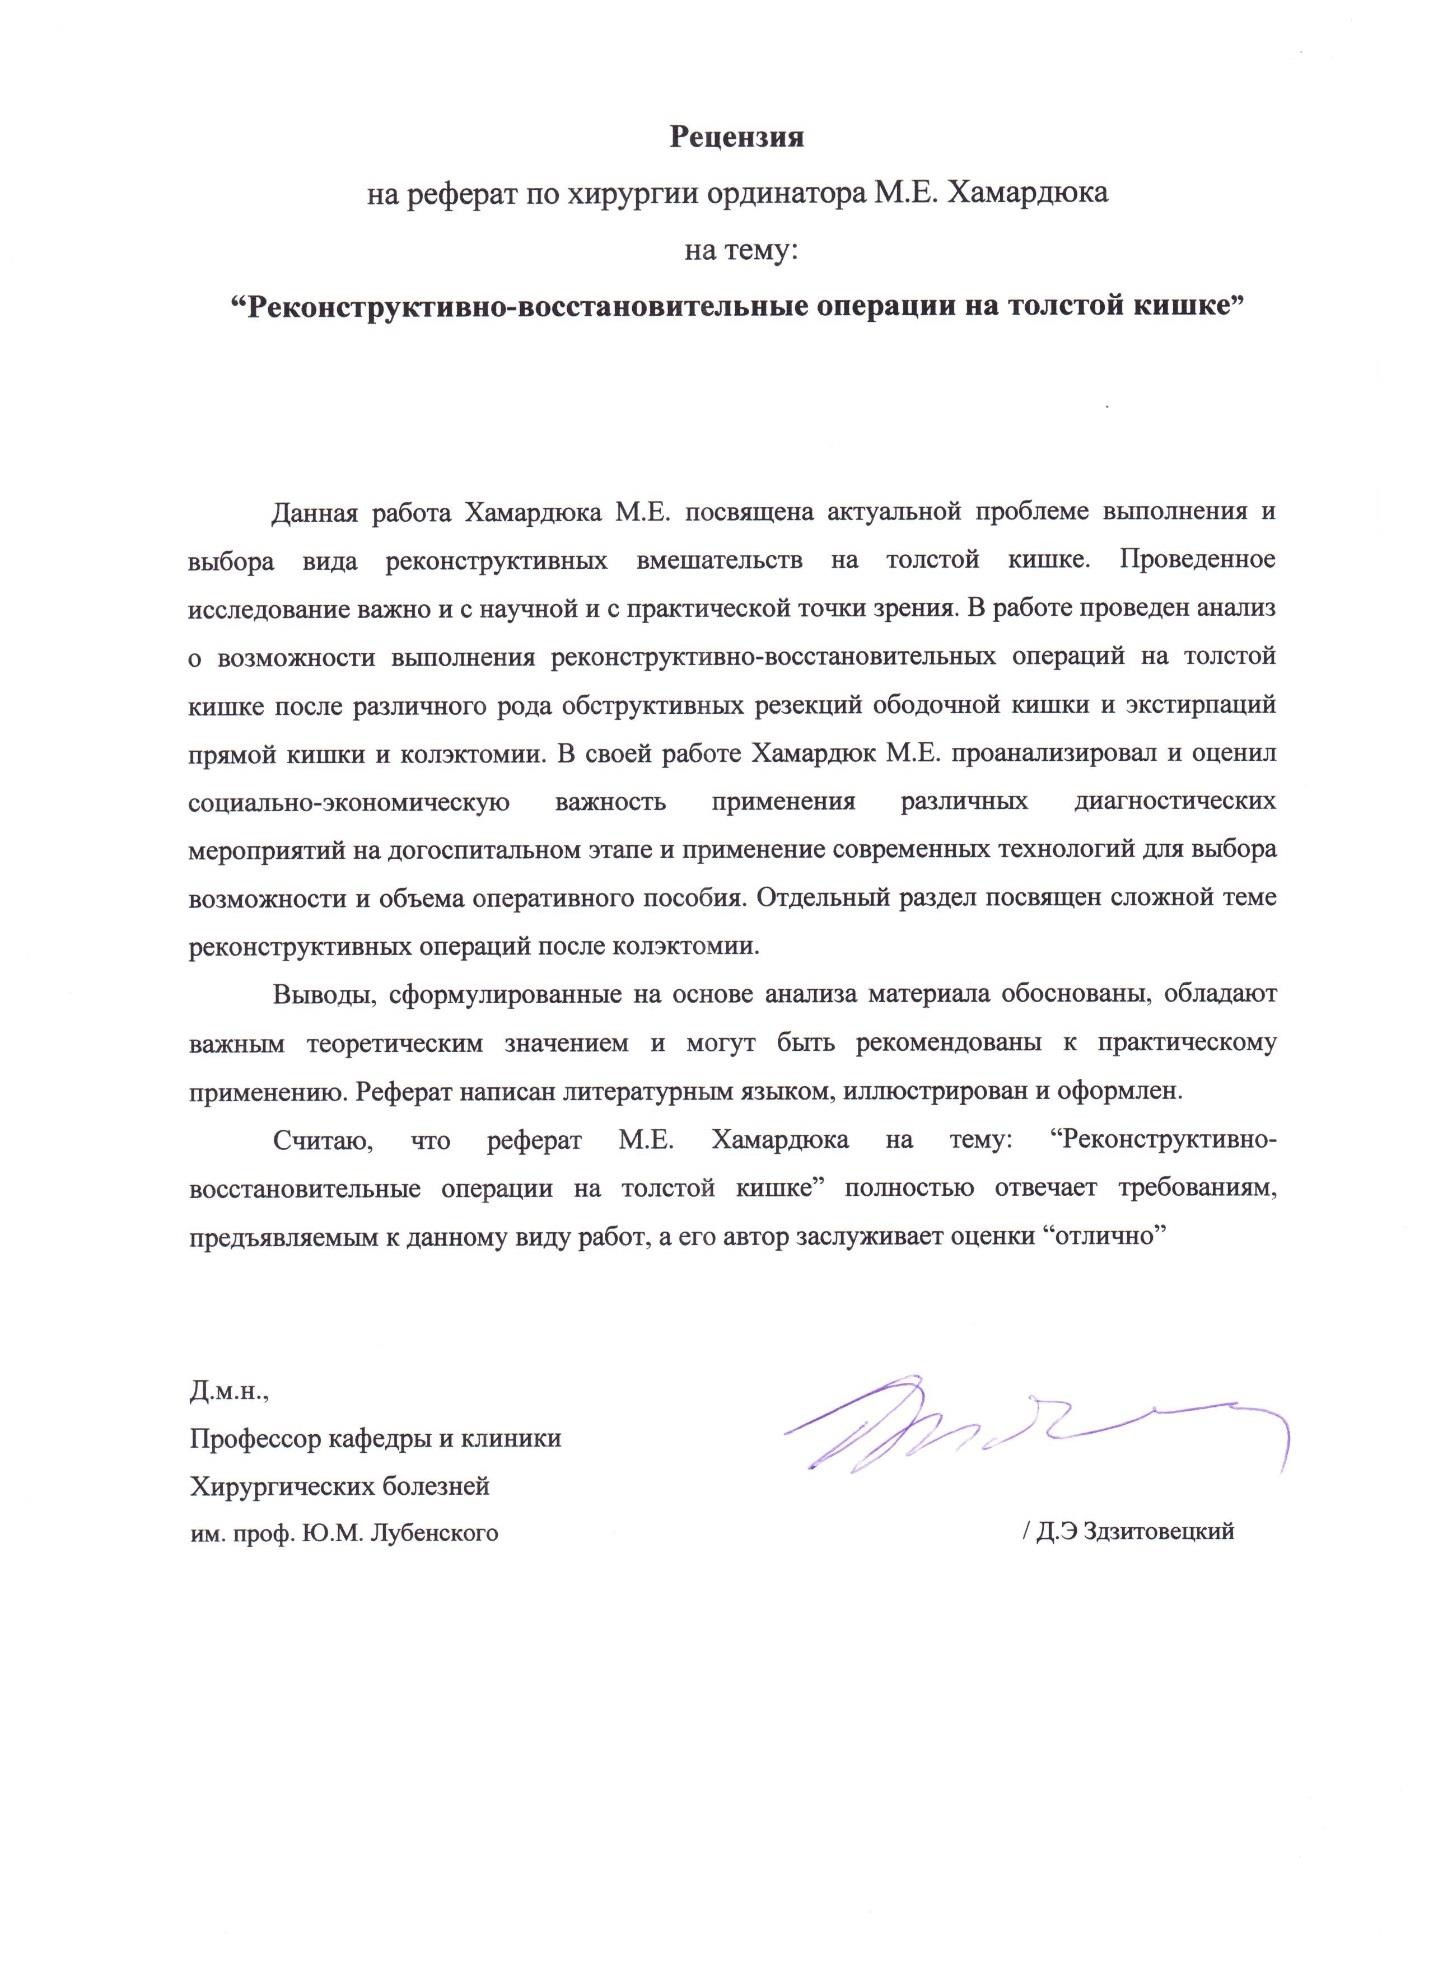 Рецензия
на реферат по хирургии ординатора М.Е. Хамардюка
на тему:
“Реконструктивно-восстановительные операции на толстой кишке”
Данная работа Хамардюка М.Е. посвящена актуальной проблеме выполнения и
выбора вида реконструктивных вмешательств на толстой кишке. Проведенное
исследование важно и с научной и с практической точки зрения. В работе проведен анализ
о возможности выполнения реконструктивно-восстановительных операций на толстой
кишке после различного рода обструктивных резекций ободочной кишки и экстирпаций
прямой кишки и колэктомии. В своей работе Хамардюк М.Е. проанализировал и оценил
социально-экономическую важность применения различных диагностических
мероприятий на догоспитальном этапе и применение современных технологий для выбора
возможности и объема оперативного пособия. Отдельный раздел посвящен сложной теме
реконструктивных операций после колэктомии.
Выводы, сформулированные на основе анализа материала обоснованы, обладают
важным теоретическим значением и могут быть рекомендованы к практическому
применению. Реферат написан литературным языком, иллюстрирован и оформлен.
Считаю, что реферат М.Е. Хамардюка на тему: “Реконструктивно-
восстановительные операции на толстой кишке” полностью отвечает требованиям,
предъявляемым к данному виду работ, а его автор заслуживает оценки “отлично”
Д.м.н.,
Профессор кафедры и клиники
Хирургических болезней
им. проф. Ю.М. Лубенского / Д.Э Здзитовецкий